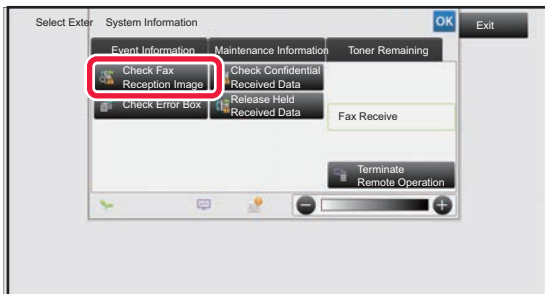 Select Exter
System Information
OK
Exit
Event Information
Maintenance Information
Toner Remaining
Check Fax
Reception Image
Check Confidential
Received Data
Check Error Box
Release Held
Received Data
Fax Receive
Terminate
Remote Operation